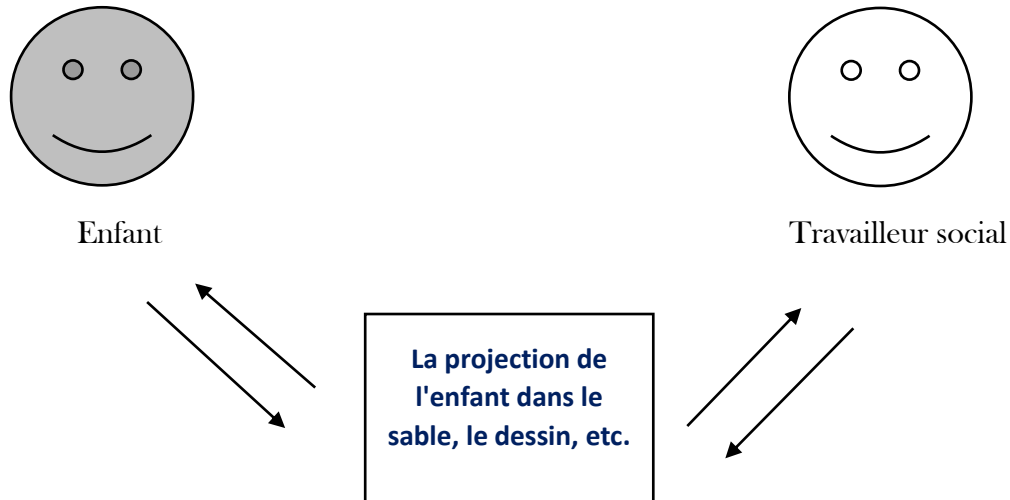 Enfant
Travailleur social
La projection de
l'enfant dans le
sable, le dessin, etc.